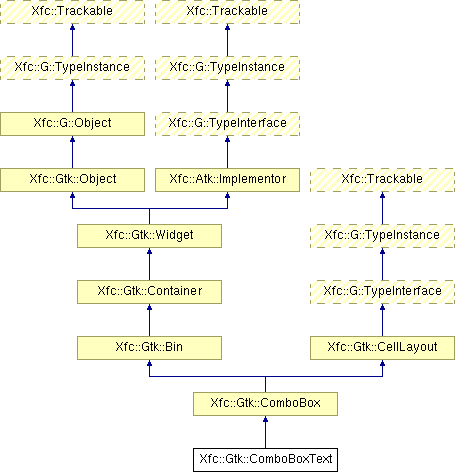 Xfc::Trackable
Xfc::Trackable
Xfc::G::TypeInstance
Xfc::G::TypeInstance
Xfc::G::Object
Xfc::G::TypeInterface
Xfc::Gtk::Object
Xfc::Atk::Implementor
Xfc::Trackable
Xfc::Gtk::Widget
Xfc::G::TypeInstance
Xfc::Gtk::Container
Xfc::G::TypeInterface
Xfc::Gtk::Bin
Xfc::Gtk::CellLayout
Xfc::Gtk::ComboBox
Xfc::Gtk::ComboBoxText